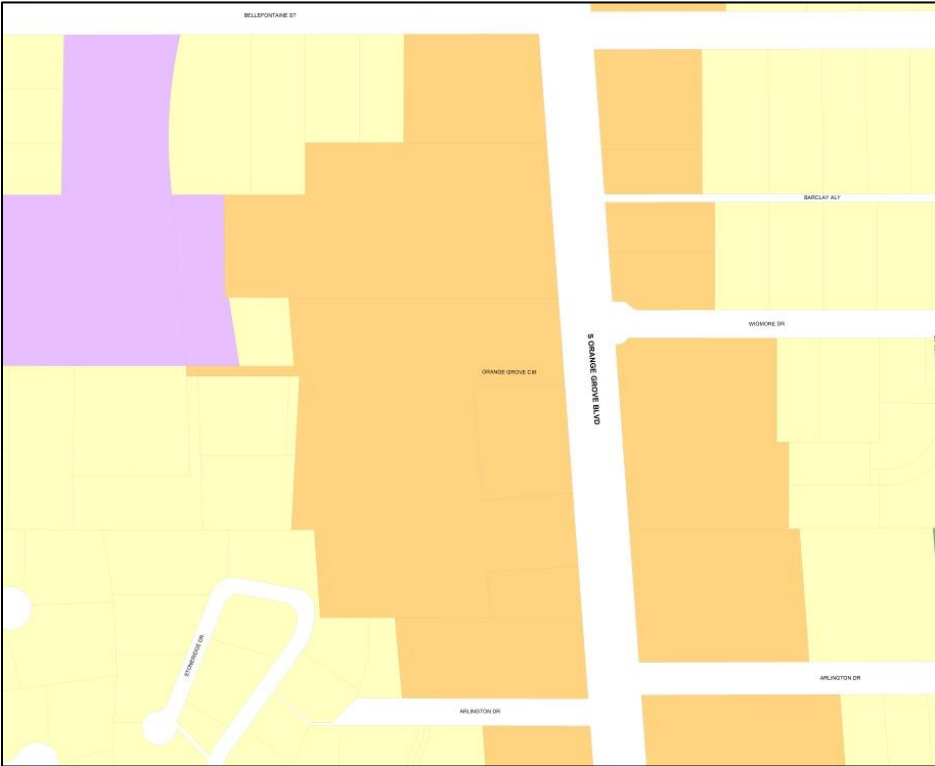 BELLEFONTAINE ST
BARCLAY ALY
WIGMORE DR
S ORANGE GROVE BLVD
ORANGE GROVE CIR
STONERIDGE DR
ARLINGTON DR
ARLINGTON DR